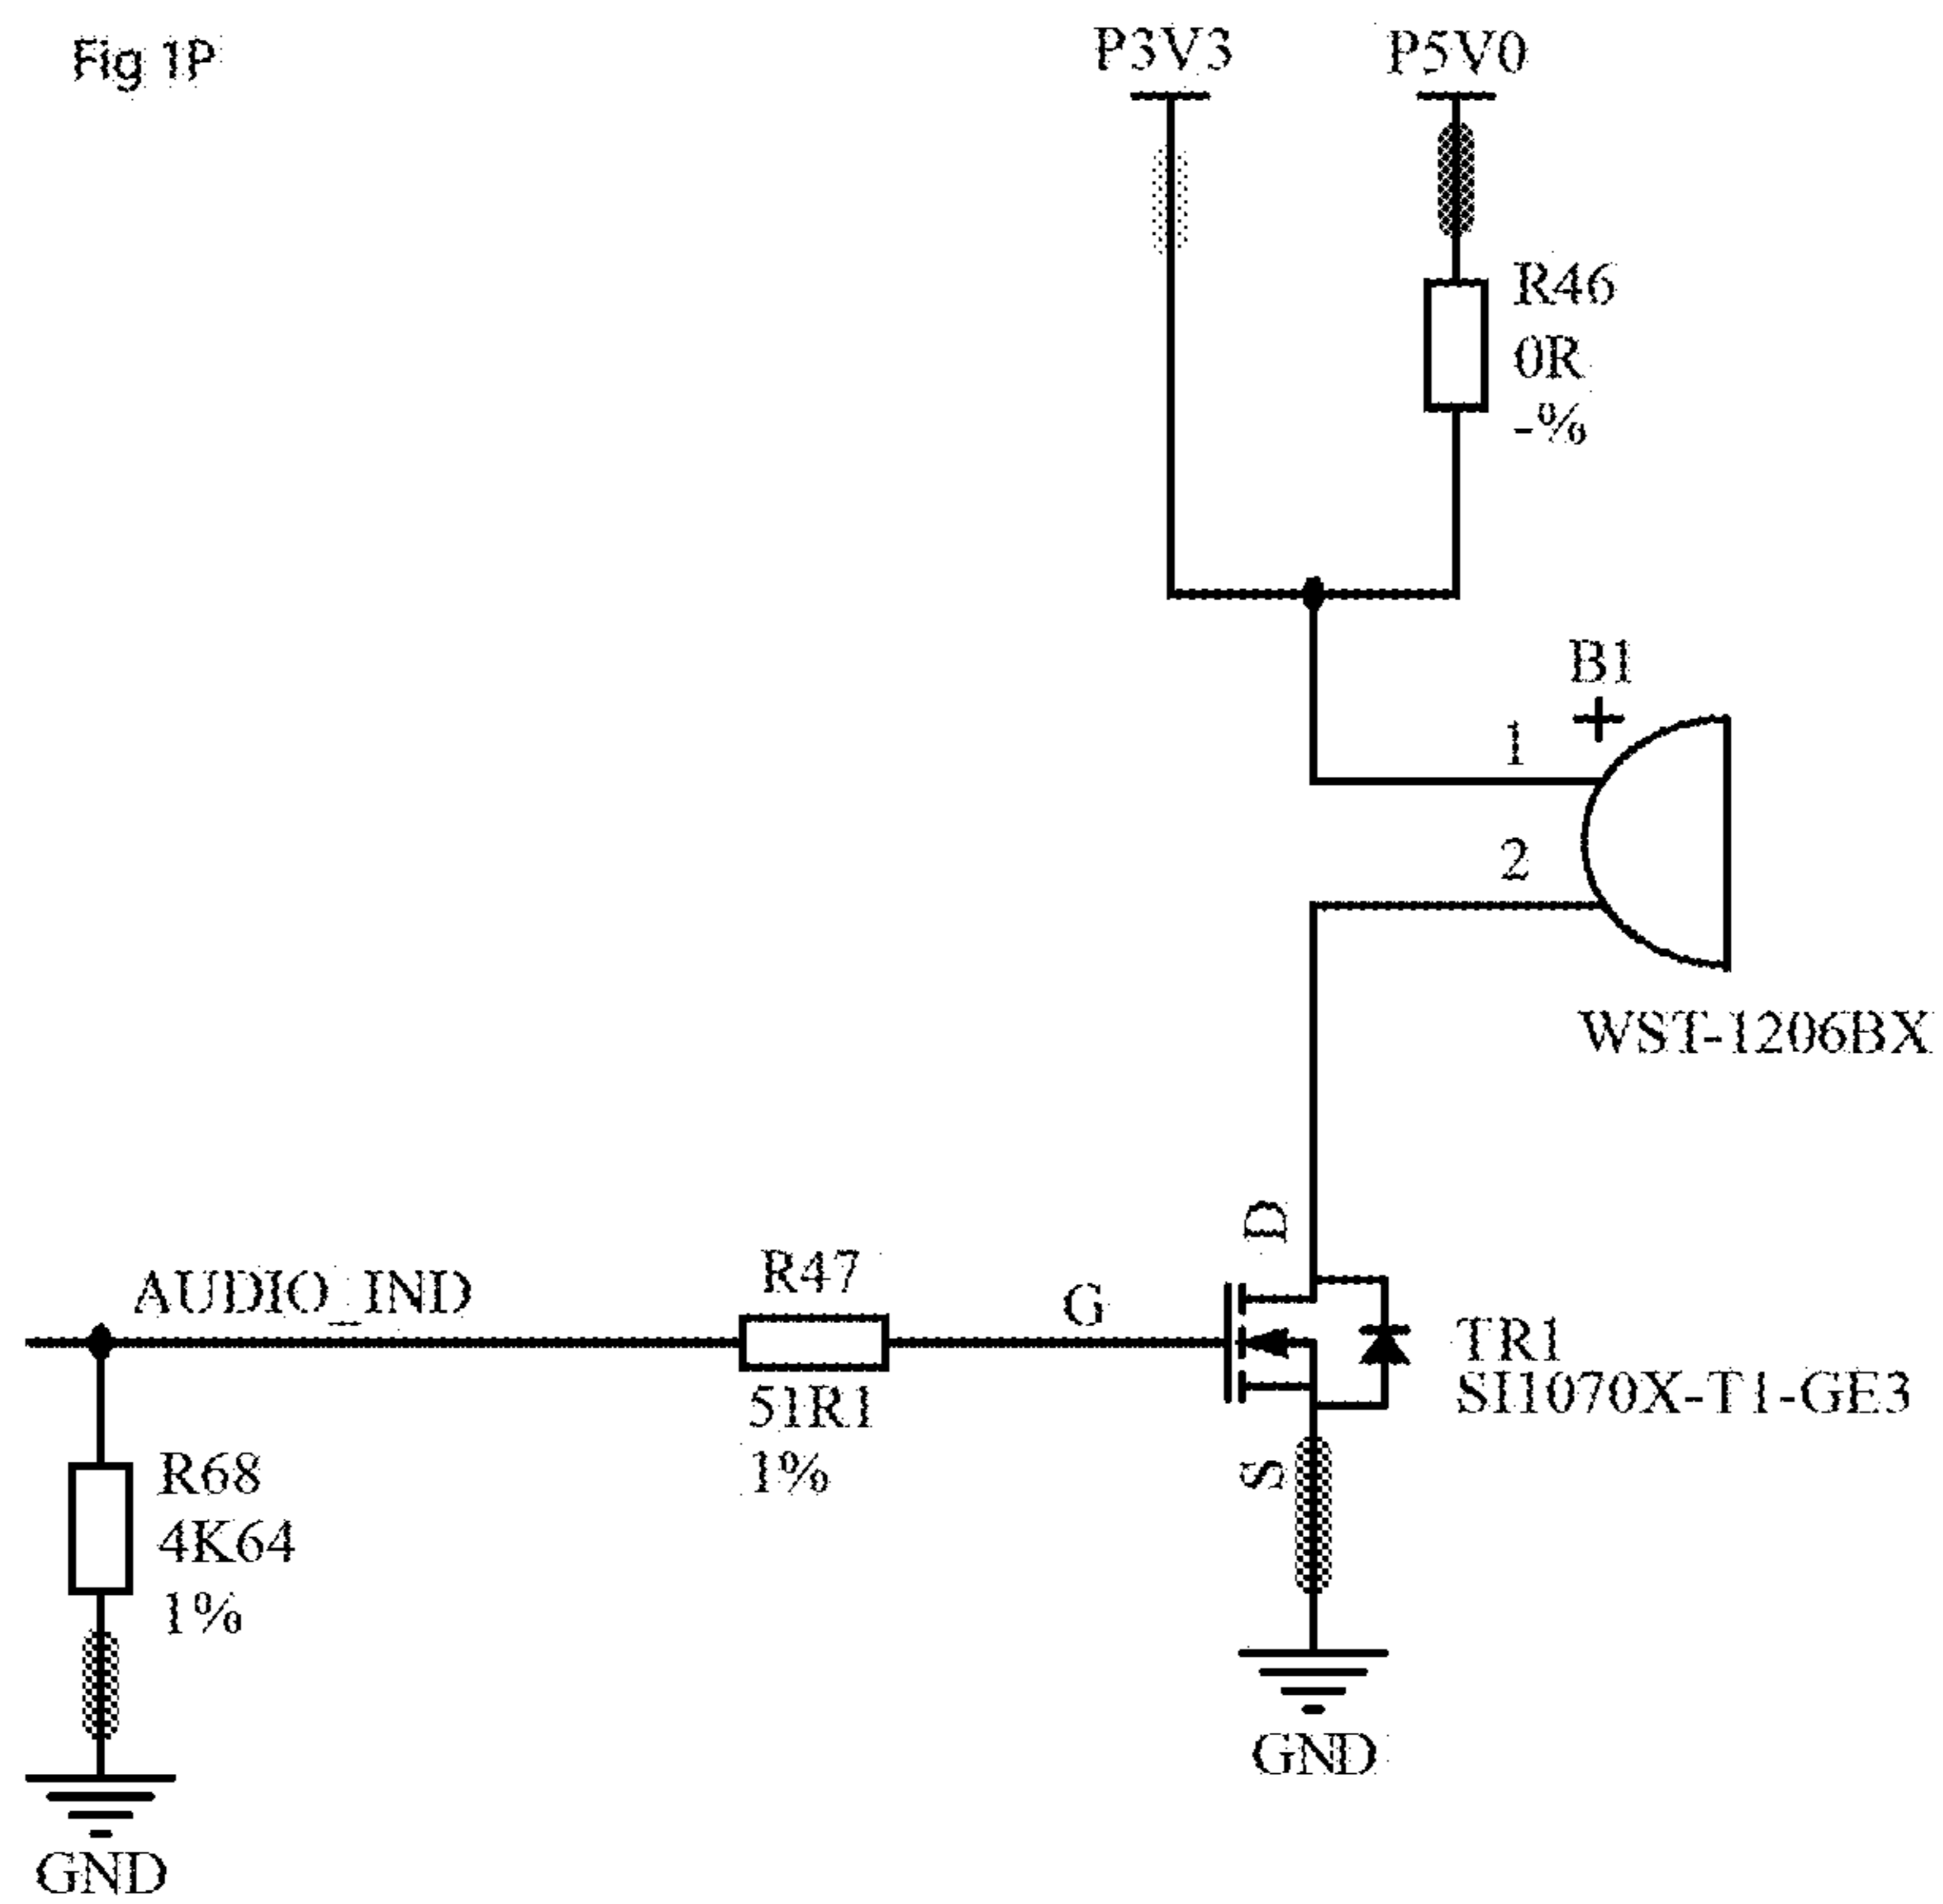 Fig 1P
P3V3
P5V0
R46
0R
-%
B1
+
1
2
WST-1206BX
D
AUDIO_IND
R47
G
TR1
SI1070X-T1-GE3
51R1
1%
S
R68
4K64
1%
GND
GND